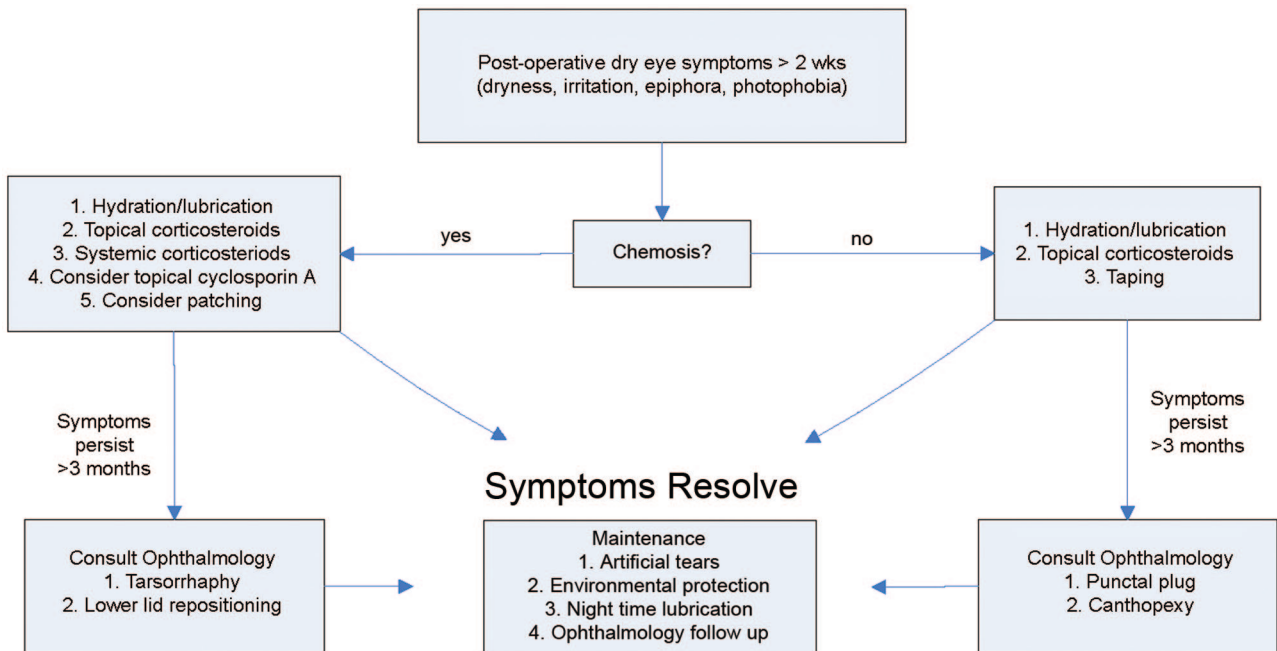 Post-operative dry eye symptoms > 2 wks
(dryness, irritation, epiphora, photophobia)
1. Hydration/lubrication
2. Topical corticosteroids
3. Systemic corticosteriods
4. Consider topical cyclosporin A
5. Consider patching
yes
Chemosis?
no
1. Hydration/lubrication
2. Topical corticosteroids
3. Taping
Symptoms
persist
>3 months
Symptoms
persist
>3 months
Symptoms Resolve
Consult Ophthalmology
1. Tarsorrhaphy
2. Lower lid repositioning
Maintenance
1. Artificial tears
2. Environmental protection
3. Night time lubrication
4. Ophthalmology follow up
Consult Ophthalmology
1. Punctal plug
2. Canthopexy